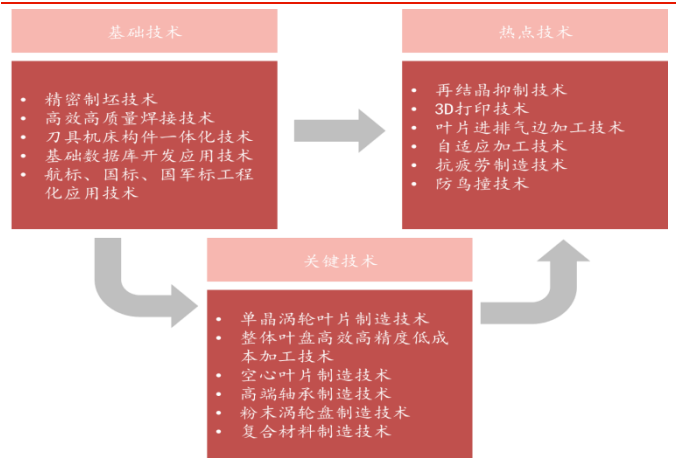 基础技术
• 精密制坯技术
• 高效高质量焊接技术
• 刀具机床构件一体化技术
• 基础数据库开发应用技术
• 航标、国标、国军标工程
化应用技术
热点技术
• 再结晶抑制技术
• 3D打印技术
• 叶片进排气边加工技术
• 自适应加工技术
• 抗疲劳制造技术
• 防鸟撞技术
关键技术
• 单晶涡轮叶片制造技术
• 整体叶盘高效高精度低成
本加工技术
• 空心叶片制造技术
• 高端轴承制造技术
• 粉末涡轮盘制造技术
• 复合材料制造技术